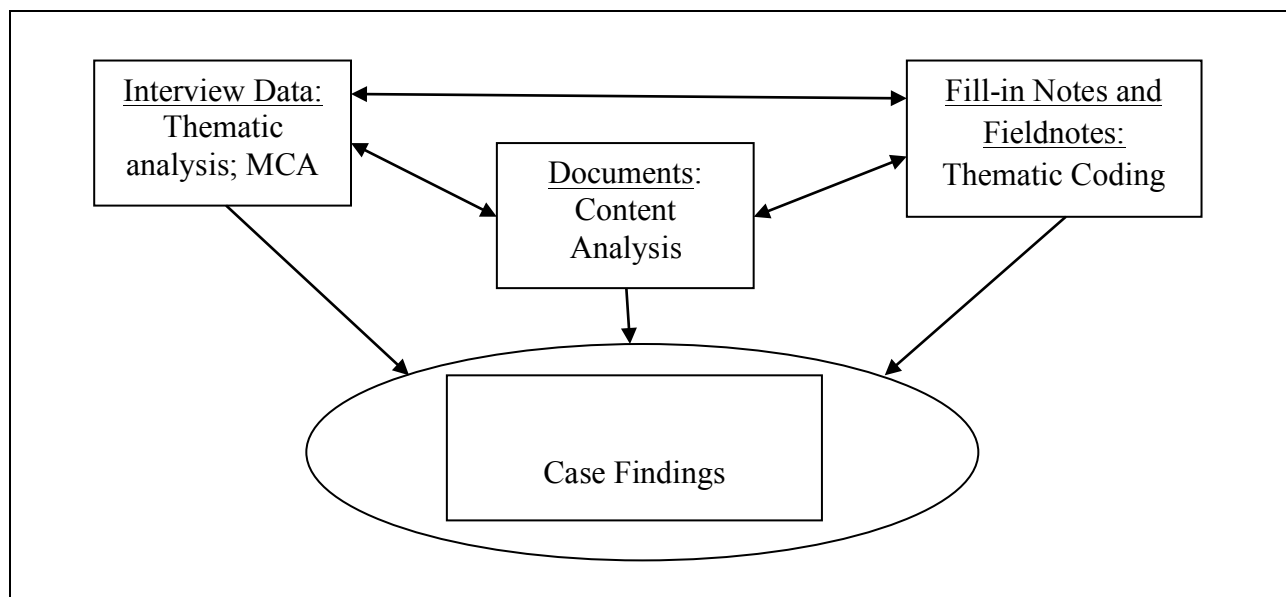 Interview Data:
Thematic
analysis; MCA
Fill-in Notes and
Fieldnotes:
Thematic Coding
Documents:
Content
Analysis
Case Findings